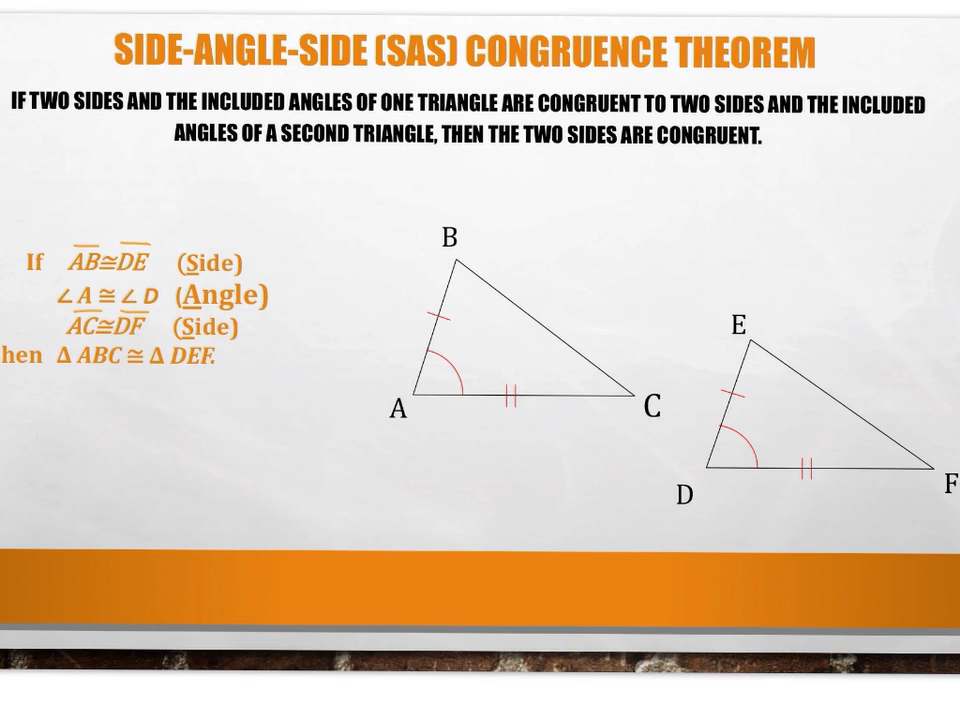 SIDE-ANGLE-SIDE (SAS) CONGRUENCE THEOREM
IF TWO SIDES AND THE INCLUDED ANGLES OF ONE TRIANGLE ARE CONGRUENT TO TWO SIDES AND THE INCLUDED
ANGLES OF A SECOND TRIANGLE, THEN THE TWO SIDES ARE CONGRUENT.
B
If AB≅DE (Side)
∠A ≅ ∠D (Angle)
AC≅DF (Side)
hen Δ ABC ≅ Δ DEF.
E
A
C
D
F